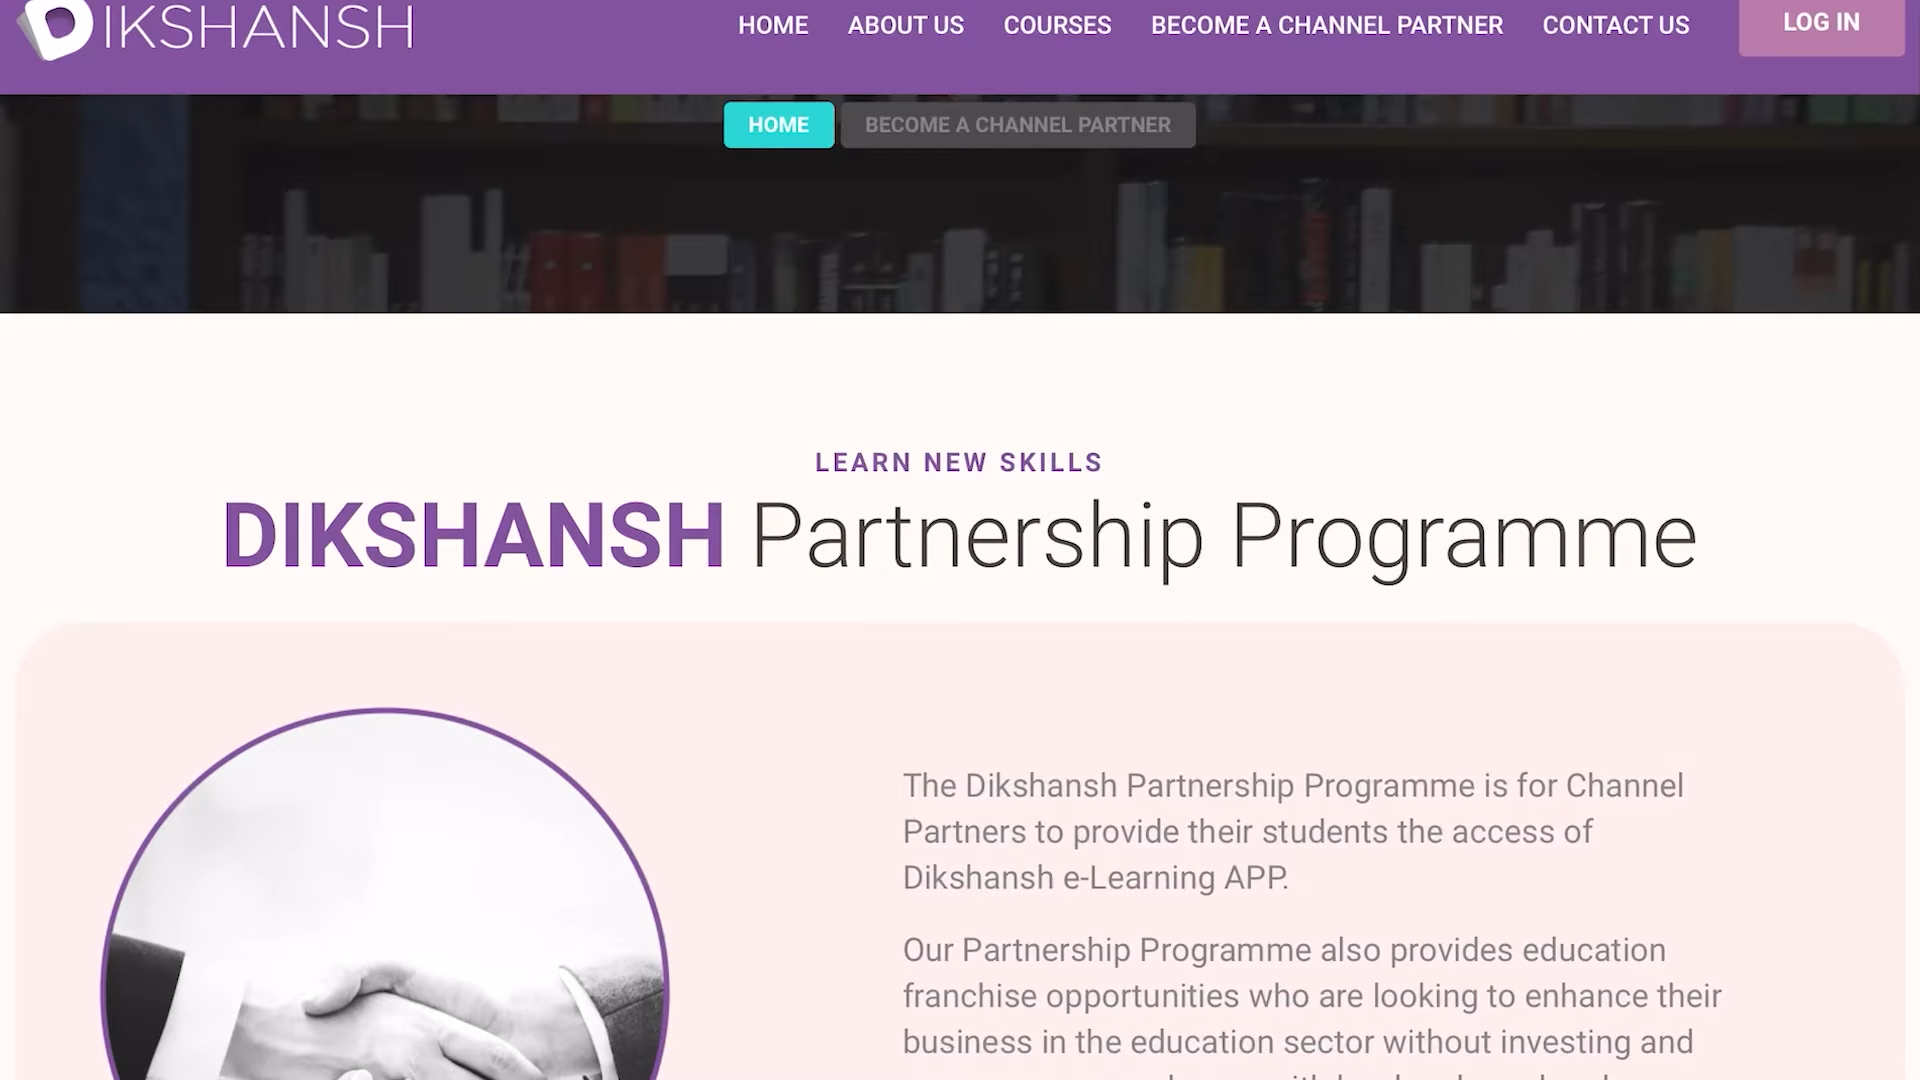 DIKSHANSH
HOME ABOUT US COURSES BECOME A CHANNEL PARTNER CONTACT US LOG IN
HOME BECOME A CHANNEL PARTNER
LEARN NEW SKILLS
DIKSHANSH Partnership Programme
The Dikshansh Partnership Programme is for Channel
Partners to provide their students the access of
Dikshansh e-Learning APP.
Our Partnership Programme also provides education
franchise opportunities who are looking to enhance their
business in the education sector without investing and